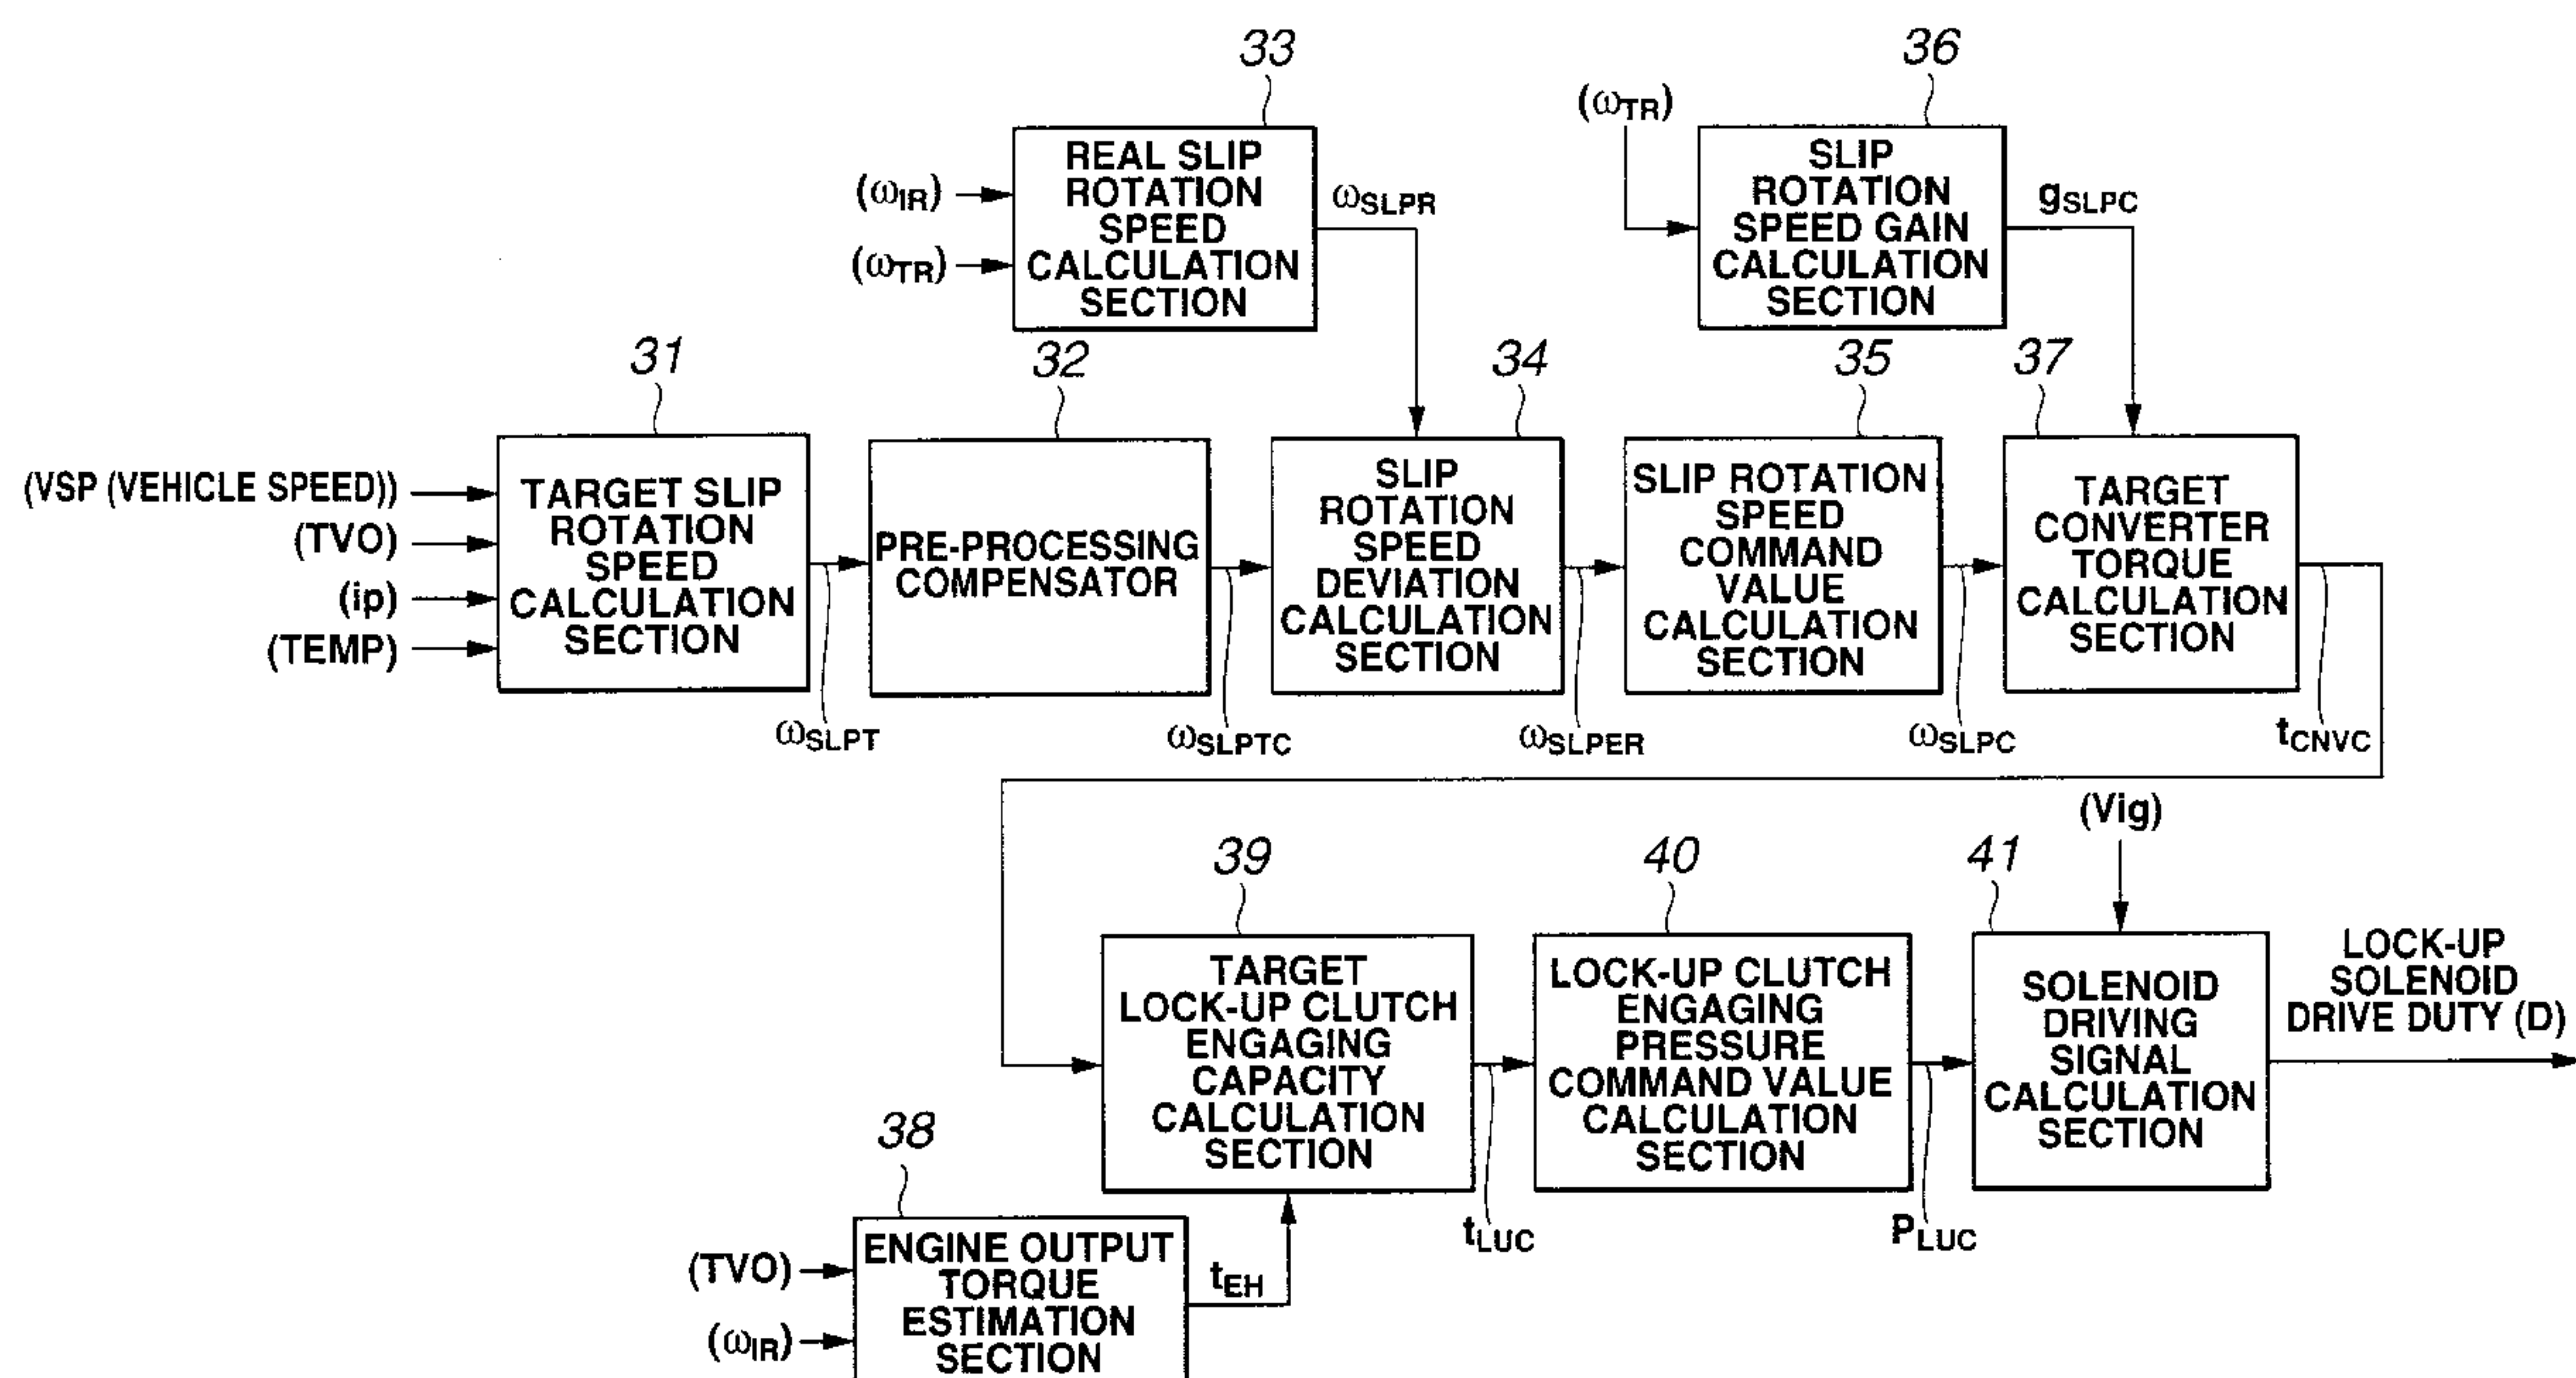 33
36
(ωTR)
REAL SLIP
ROTATION
SPEED
CALCULATION
SECTION
(ωIR)
(ωTR)
ωSLPR
SLIP
ROTATION
SPEED GAIN
CALCULATION
SECTION
gSLPC
31
32
34
35
37
(VSP (VEHICLE SPEED))
(TVO)
(ip)
(TEMP)
TARGET SLIP
ROTATION
SPEED
CALCULATION
SECTION
PRE-PROCESSING
COMPENSATOR
SLIP
ROTATION
SPEED
DEVIATION
CALCULATION
SECTION
SLIP ROTATION
SPEED
COMMAND
VALUE
CALCULATION
SECTION
TARGET
CONVERTER
TORQUE
CALCULATION
SECTION
ωSLPT
ωSLPTC
ωSLPER
ωSLPC
tCNVC
(Vig)
39
40
41
TARGET
LOCK-UP CLUTCH
ENGAGING
CAPACITY
CALCULATION
SECTION
LOCK-UP CLUTCH
ENGAGING
PRESSURE
COMMAND VALUE
CALCULATION
SECTION
SOLENOID
DRIVING
SIGNAL
CALCULATION
SECTION
LOCK-UP
SOLENOID
DRIVE DUTY (D)
38
(TVO)
(ωIR)
ENGINE OUTPUT
TORQUE
ESTIMATION
SECTION
tEH
tLUC
PLUC